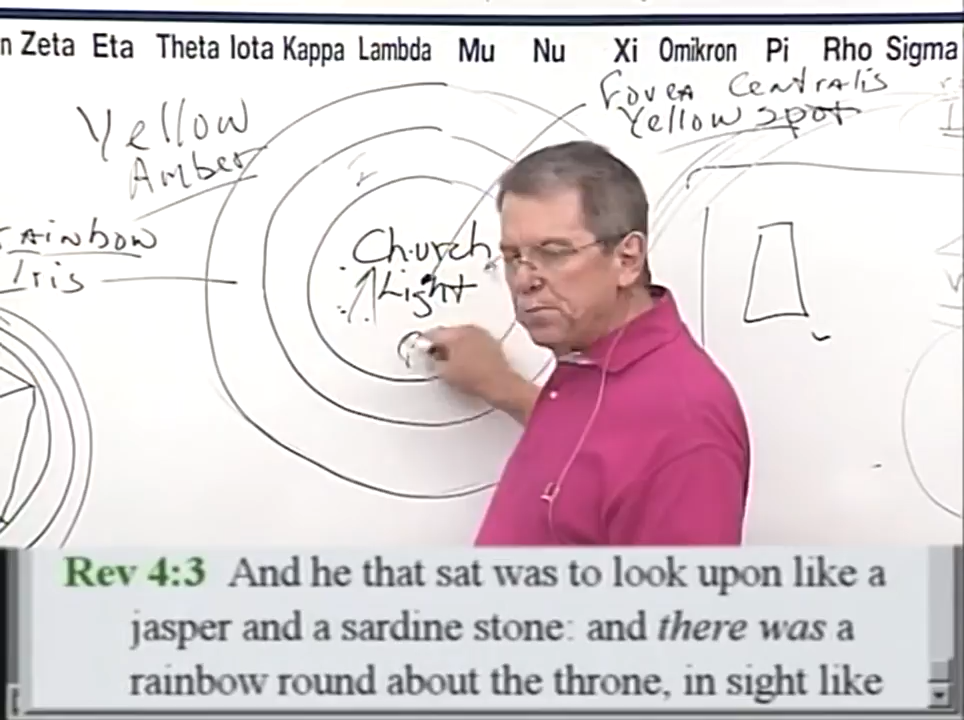 n Zeta Eta Theta Iota Kappa Lambda Mu Nu Xi Omikron Pi Rho Sigma
Fovea Centralis
Yellow spot
Yellow
Amber
rainbow
Iris
Church
Light
Rev 4:3 And he that sat was to look upon like a
jasper and a sardine stone: and there was a
rainbow round about the throne, in sight like